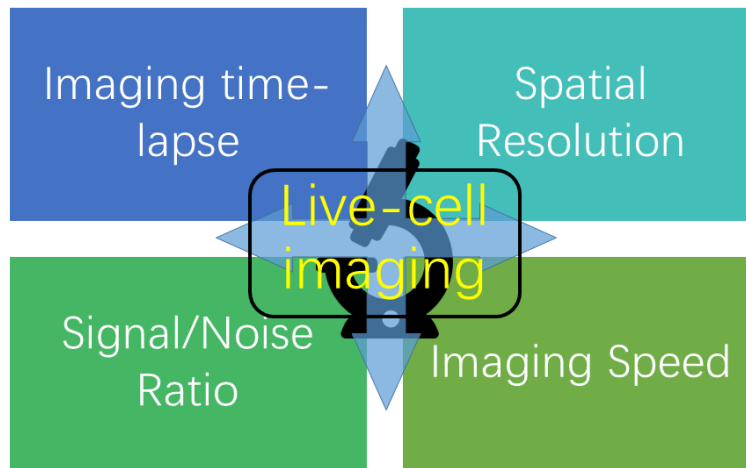 Imaging time-
lapse
Spatial
Resolution
Live-cell
imaging
Signal/Noise
Ratio
Imaging Speed